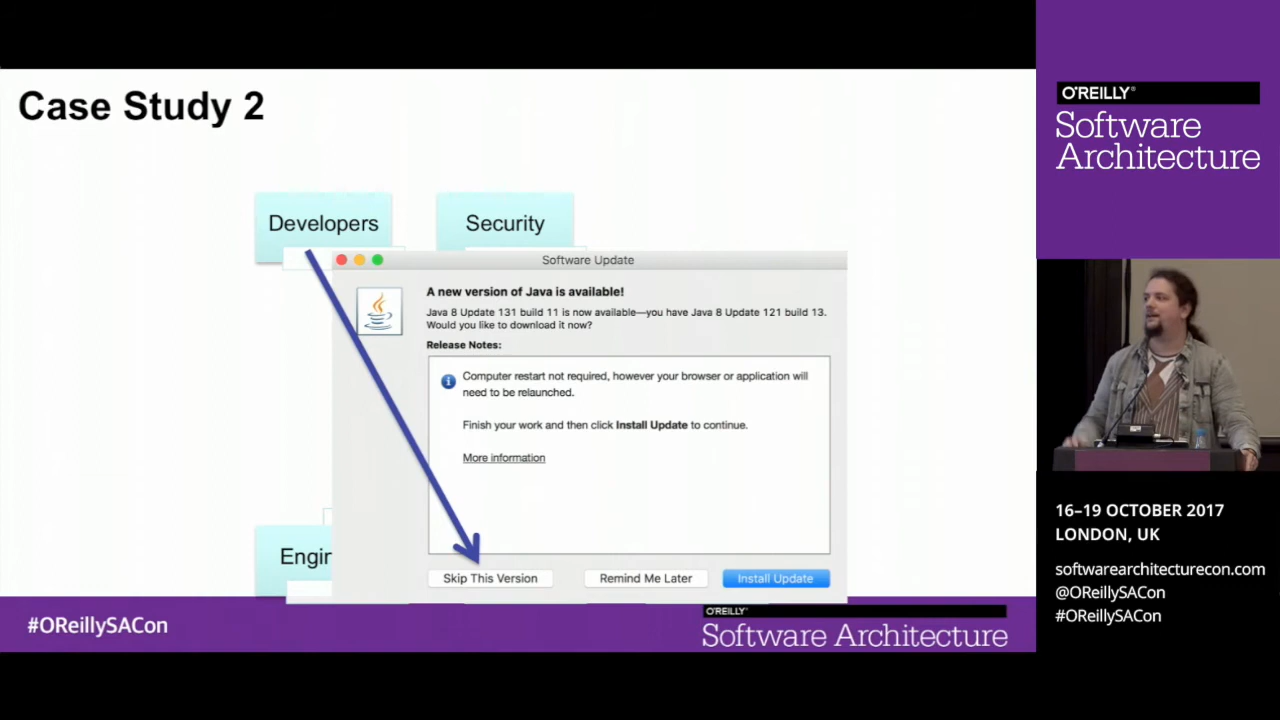 Case Study 2
Developers
Security
Software Update
A new version of Java is available!
Java 8 Update 131 build 11 is now available—you have Java 8 Update 121 build 13.
Would you like to download it now?
Release Notes:
Computer restart not required, however your browser or application will
need to be relaunched.
Finish your work and then click Install Update to continue.
More information
Engir
Skip This Version
Remind Me Later
Install Update
#OReillySACon
O'REILLY®
Software Architecture
O'REILLY®
Software
Architecture
16–19 OCTOBER 2017
LONDON, UK
softwarearchitecturecon.com
@OReillySACon
#OReillySACon